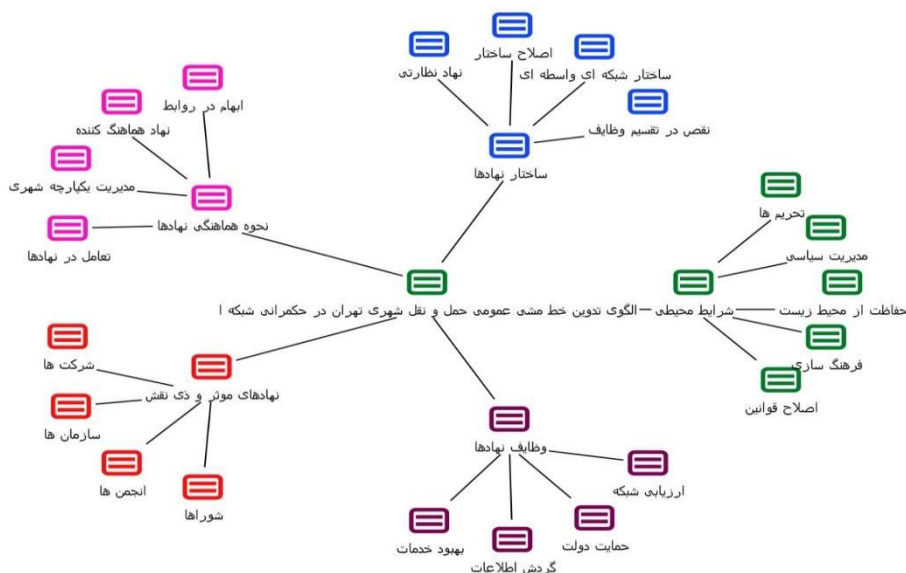 اصلاح ساختار
نهاد نظارتی
ساختار شبکه ای واسطه ای
نقص در تقسیم وظایف
ساختار نهادها
ابهام در روابط
نهاد هماهنگ کننده
مدیریت یکپارچه شهری
تعامل در نهادها
نحوه هماهنگی نهادها
تحریم ها
مدیریت سیاسی
حفاظت از محیط زیست
فرهنگ سازی
اصلاح قوانین
شرایط محیطی
الگوی تدوین خط مشی عمومی حمل و نقل شهری تهران در حکمرانی شبکه ا
نهادهای موثر و ذی نقش
شرکت ها
سازمان ها
انجمن ها
شوراها
وظایف نهادها
ارزیابی شبکه
حمایت دولت
گردش اطلاعات
بهبود خدمات